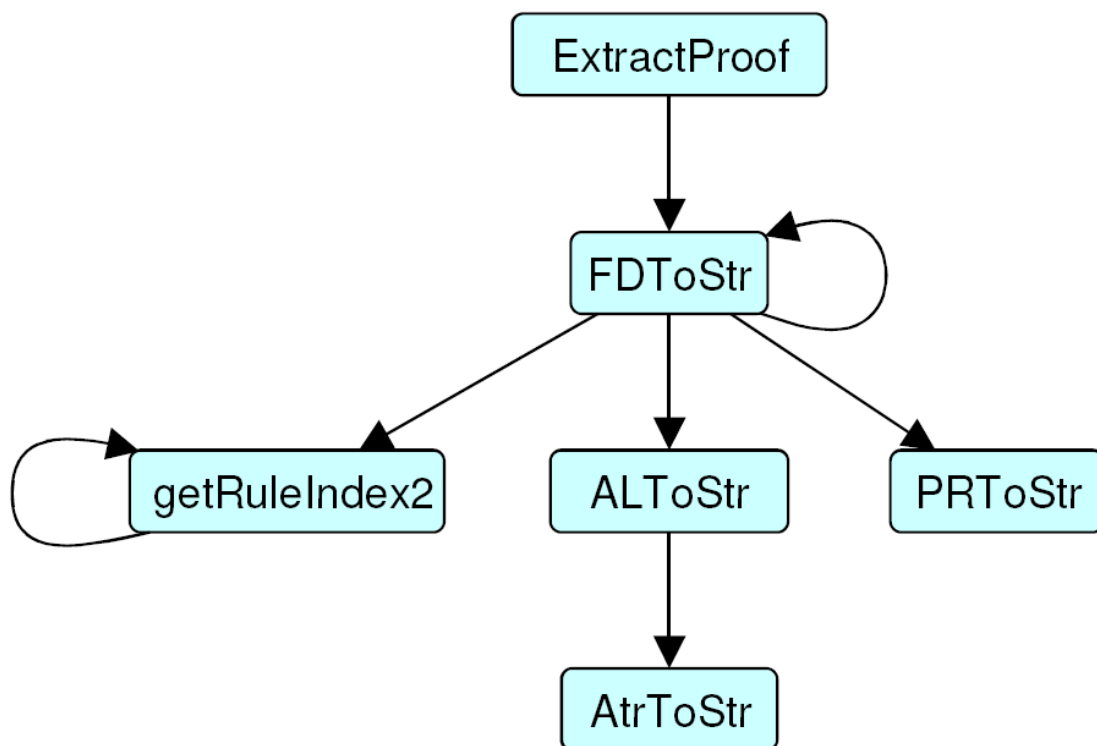 ExtractProof
FDToStr
getRuleIndex2
ALToStr
PRToStr
AtrToStr